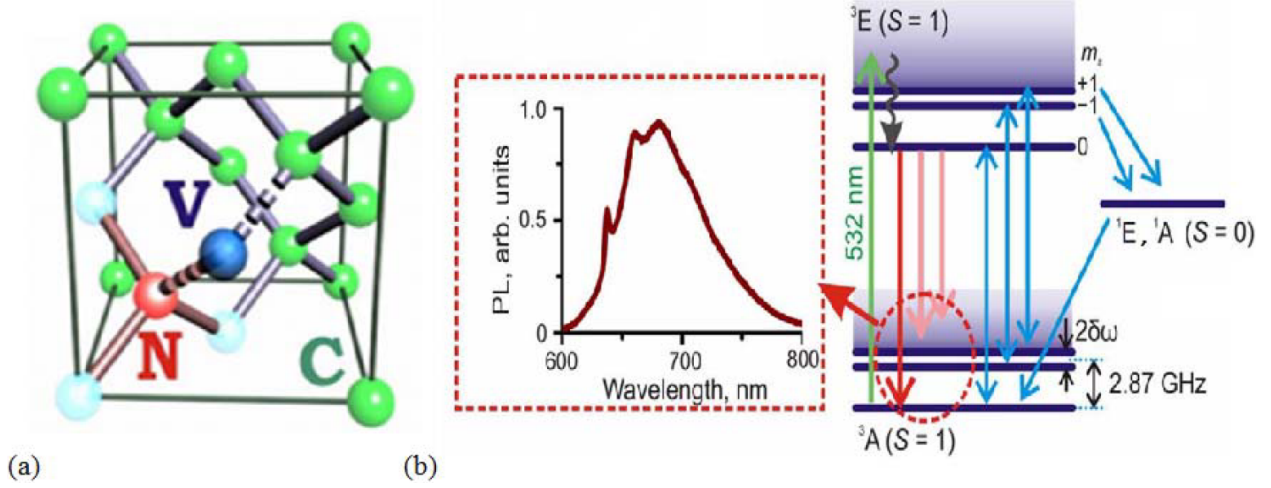 V
N
C
(a)
PL, arb. units
1.0
0.5
0
600
700
800
Wavelength, nm
(b)
³E (S = 1)
mₛ
+1
−1
0
532 nm
¹E, ¹A (S = 0)
2δω
2.87 GHz
³A (S = 1)